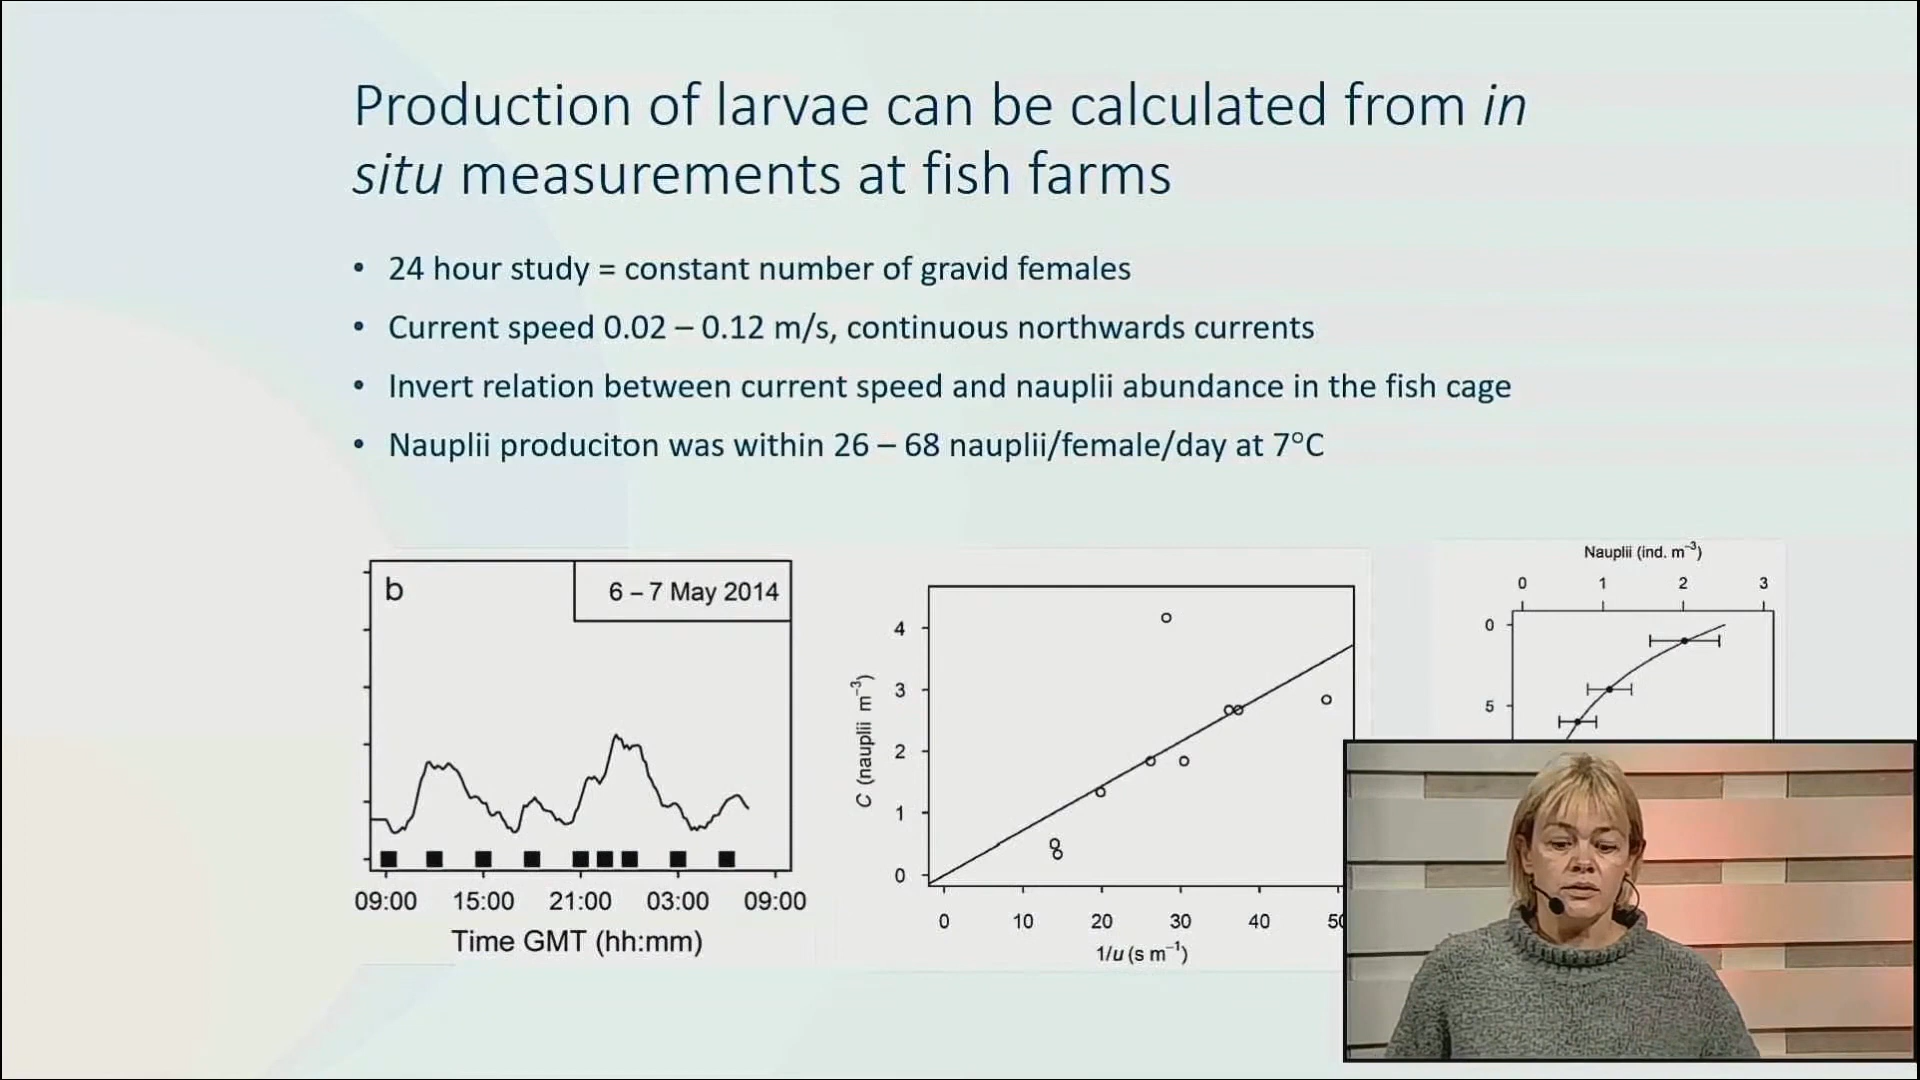 Production of larvae can be calculated from in
situ measurements at fish farms
• 24 hour study = constant number of gravid females
• Current speed 0.02 – 0.12 m/s, continuous northwards currents
• Invert relation between current speed and nauplii abundance in the fish cage
• Nauplii produciton was within 26 – 68 nauplii/female/day at 7°C
b
6 – 7 May 2014
09:00 15:00 21:00 03:00 09:00
Time GMT (hh:mm)
C (nauplii m⁻³)
4
3
2
1
0
0 10 20 30 40 50
1/u (s m⁻¹)
Nauplii (ind. m⁻³)
0 1 2 3
0
5